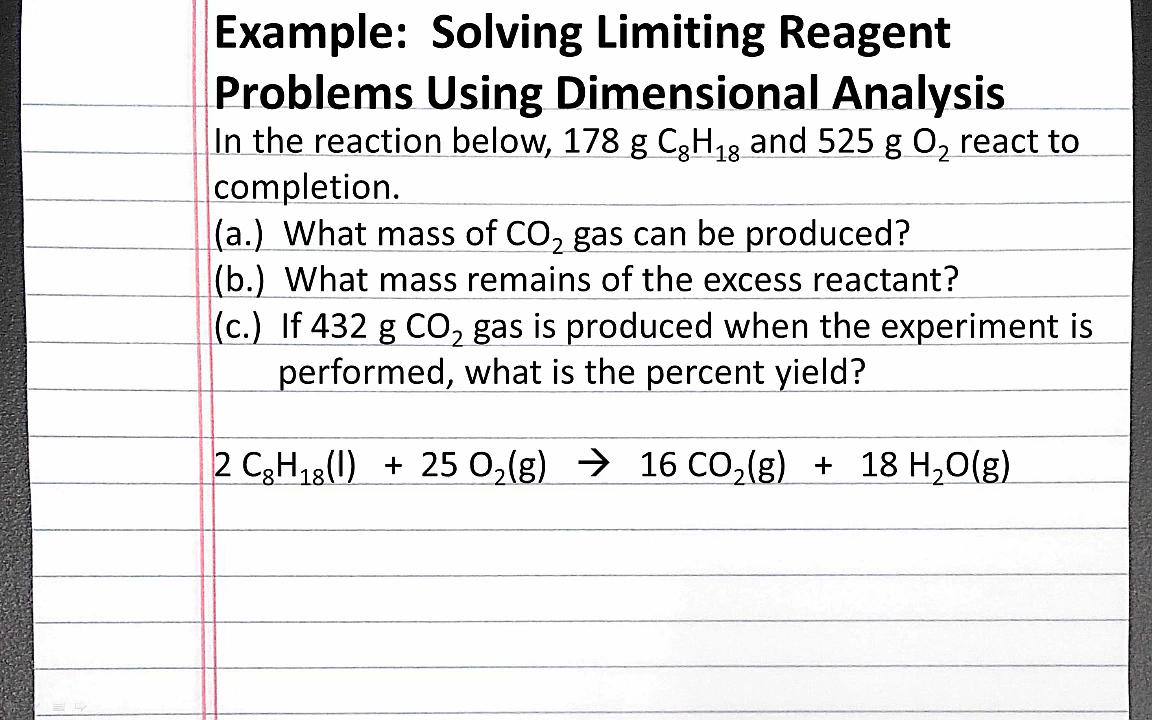 Example:  Solving Limiting Reagent
Problems Using Dimensional Analysis
In the reaction below, 178 g C₈H₁₈ and 525 g O₂ react to
completion.
(a.)  What mass of CO₂ gas can be produced?
(b.)  What mass remains of the excess reactant?
(c.)  If 432 g CO₂ gas is produced when the experiment is
performed, what is the percent yield?
2 C₈H₁₈(l)   +  25 O₂(g)   →   16 CO₂(g)   +   18 H₂O(g)